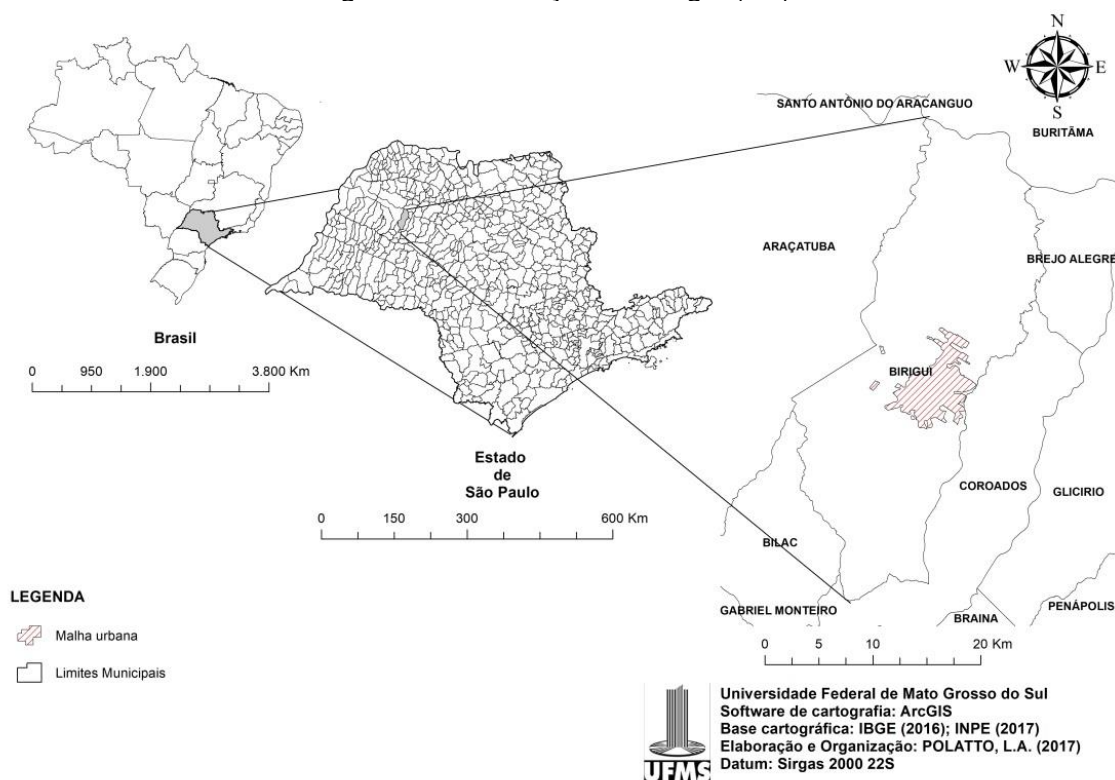 N
W E
S
SANTO ANTÔNIO DO ARACANGUO
BURITÃMA
ARAÇATUBA
BREJO ALEGRE
BIRIGUI
COROADOS
GLICIRIO
BILAC
GABRIEL MONTEIRO
BRAINA
PENÁPOLIS
0 5 10 20 Km
Brasil
0 950 1.900 3.800 Km
Estado
de
São Paulo
0 150 300 600 Km
LEGENDA
Malha urbana
Limites Municipais
UFMS
Universidade Federal de Mato Grosso do Sul
Software de cartografia: ArcGIS
Base cartográfica: IBGE (2016); INPE (2017)
Elaboração e Organização: POLATTO, L.A. (2017)
Datum: Sirgas 2000 22S